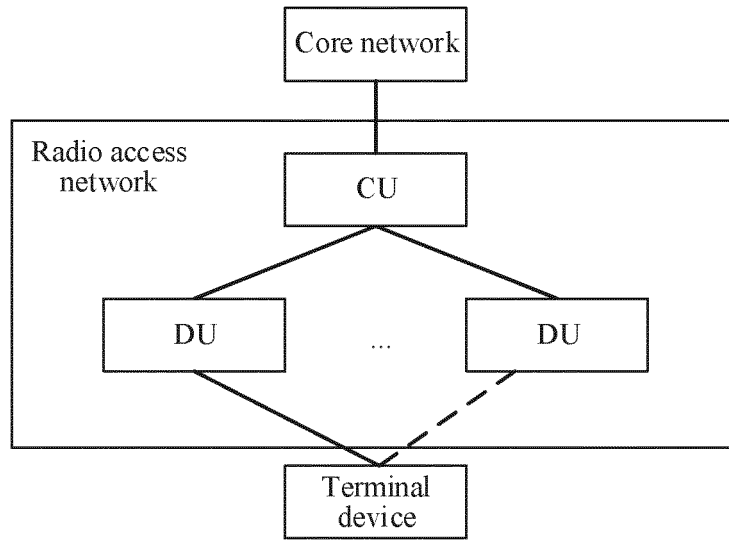 Core network
Radio access
network
CU
DU
...
DU
Terminal
device